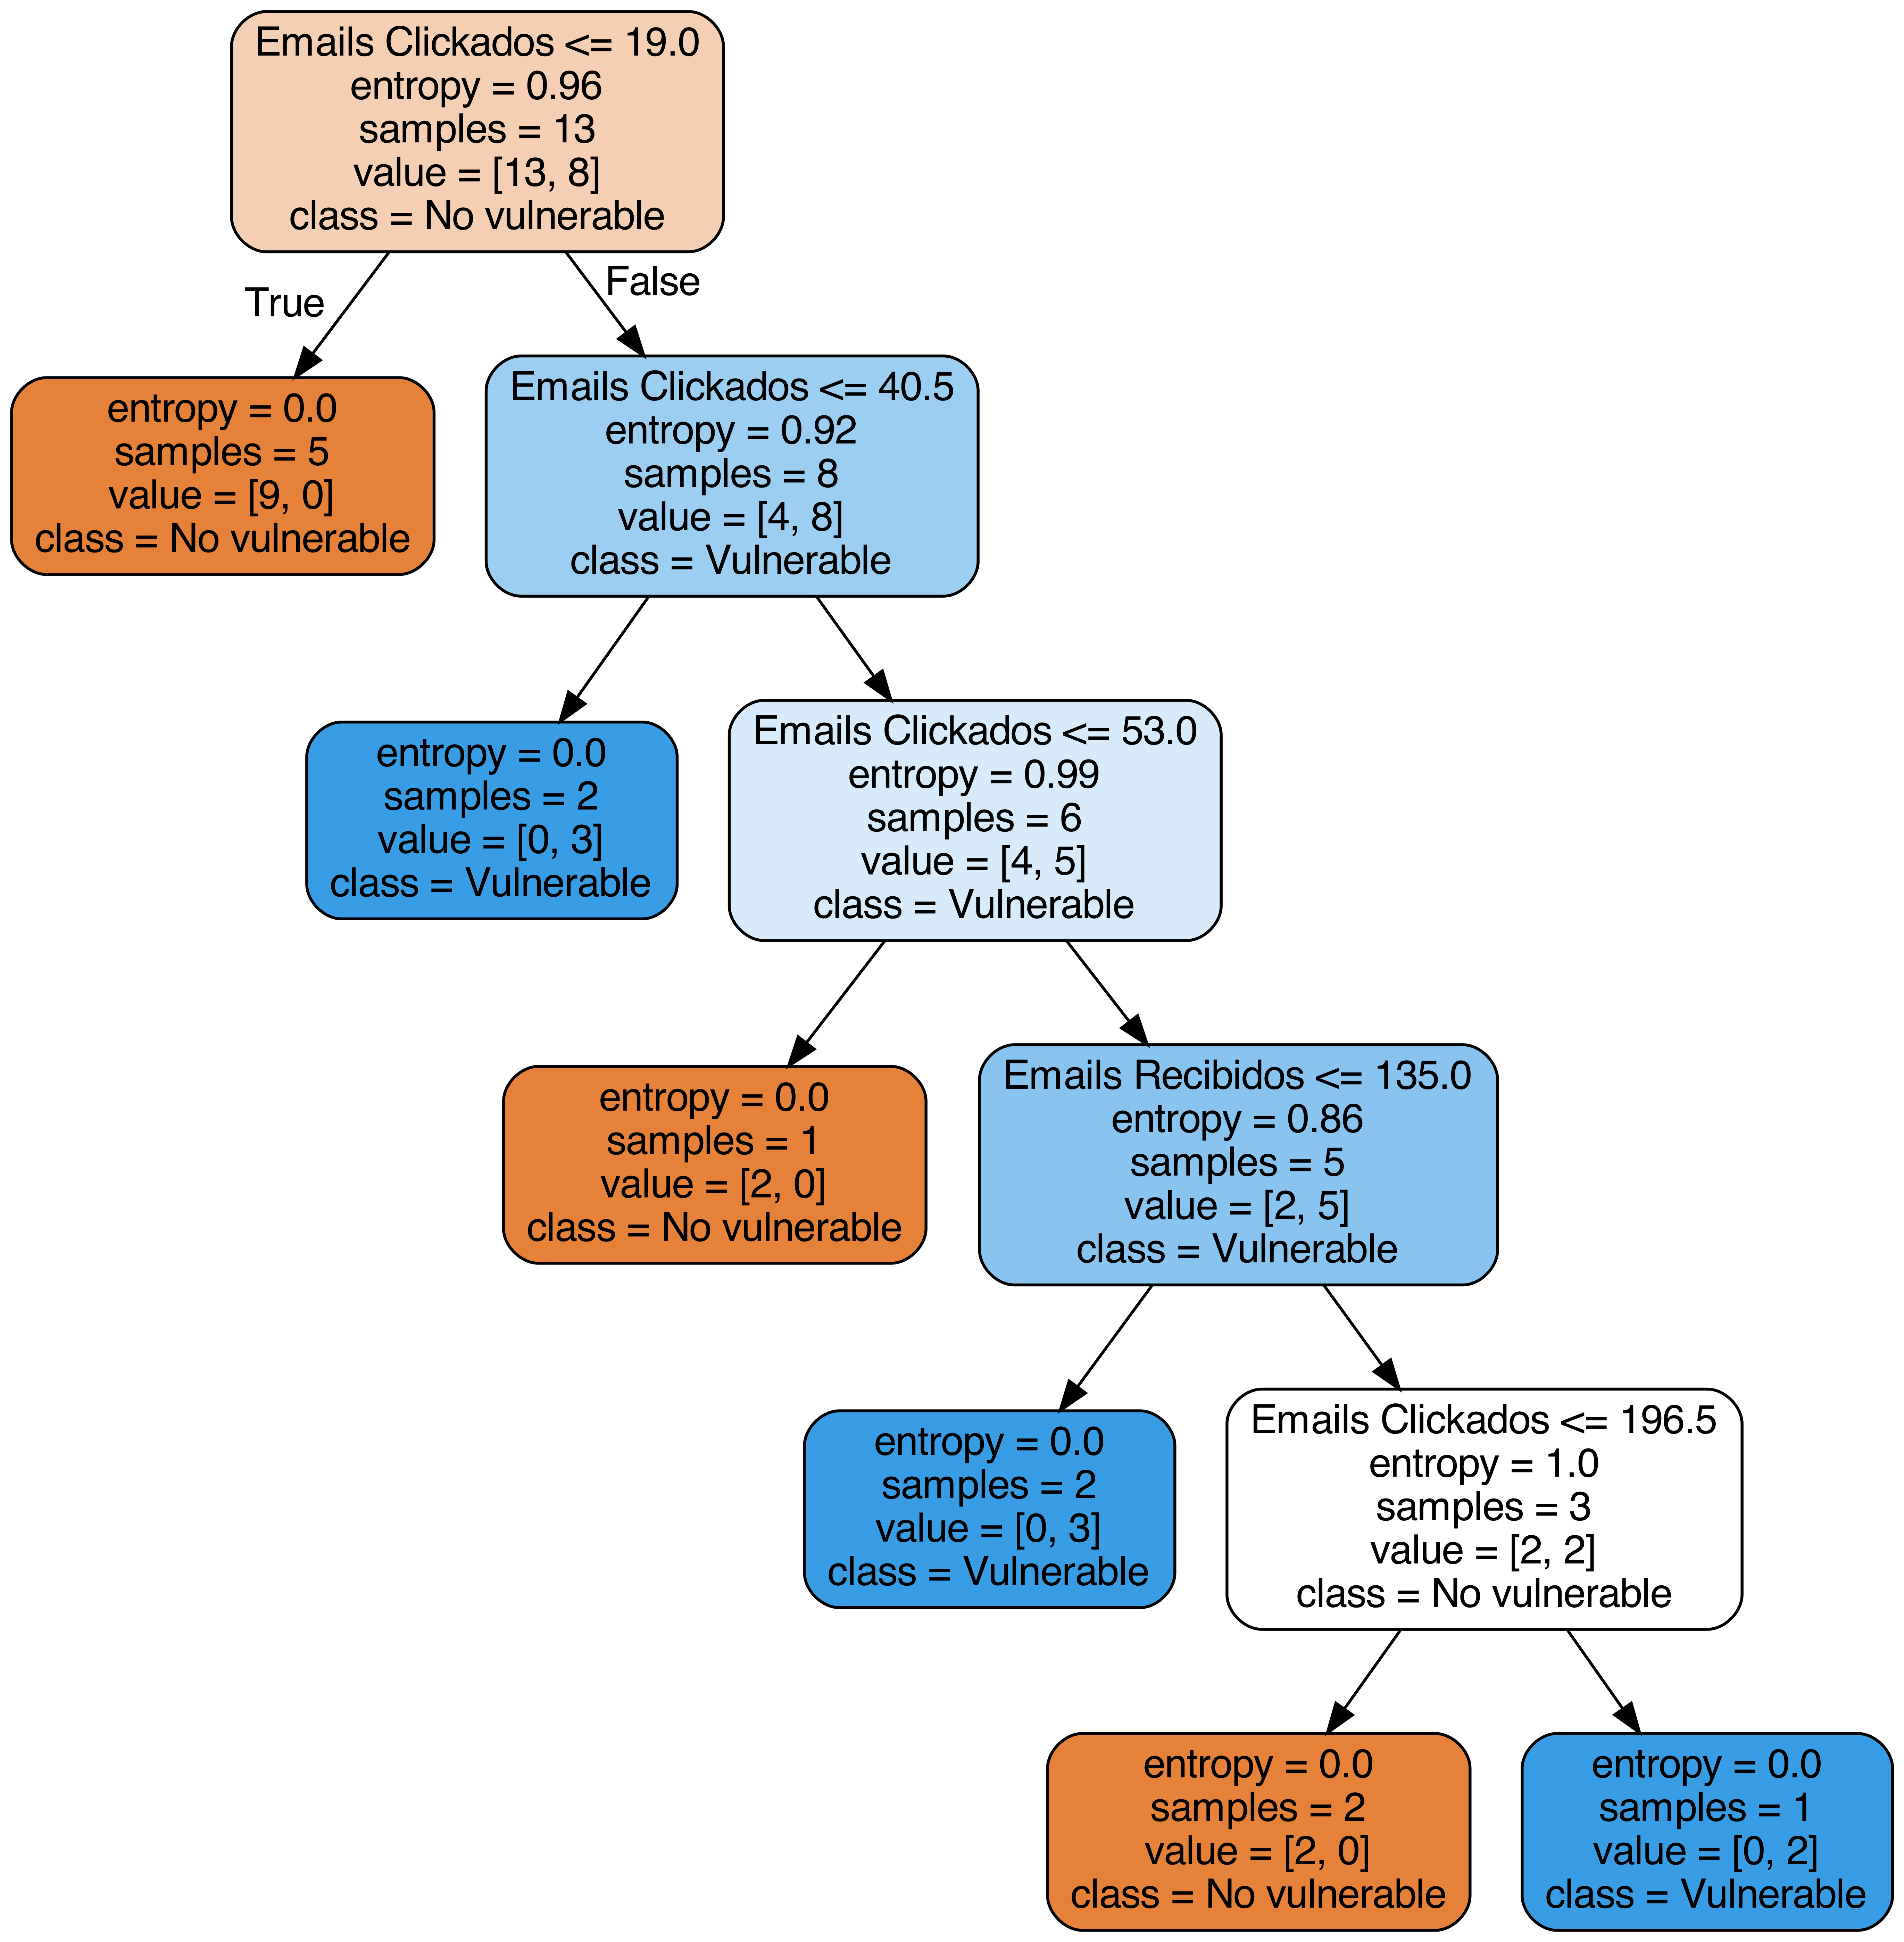 Emails Clickados <= 19.0
entropy = 0.96
samples = 13
value = [13, 8]
class = No vulnerable
True
False
entropy = 0.0
samples = 5
value = [9, 0]
class = No vulnerable
Emails Clickados <= 40.5
entropy = 0.92
samples = 8
value = [4, 8]
class = Vulnerable
entropy = 0.0
samples = 2
value = [0, 3]
class = Vulnerable
Emails Clickados <= 53.0
entropy = 0.99
samples = 6
value = [4, 5]
class = Vulnerable
entropy = 0.0
samples = 1
value = [2, 0]
class = No vulnerable
Emails Recibidos <= 135.0
entropy = 0.86
samples = 5
value = [2, 5]
class = Vulnerable
entropy = 0.0
samples = 2
value = [0, 3]
class = Vulnerable
Emails Clickados <= 196.5
entropy = 1.0
samples = 3
value = [2, 2]
class = No vulnerable
entropy = 0.0
samples = 2
value = [2, 0]
class = No vulnerable
entropy = 0.0
samples = 1
value = [0, 2]
class = Vulnerable